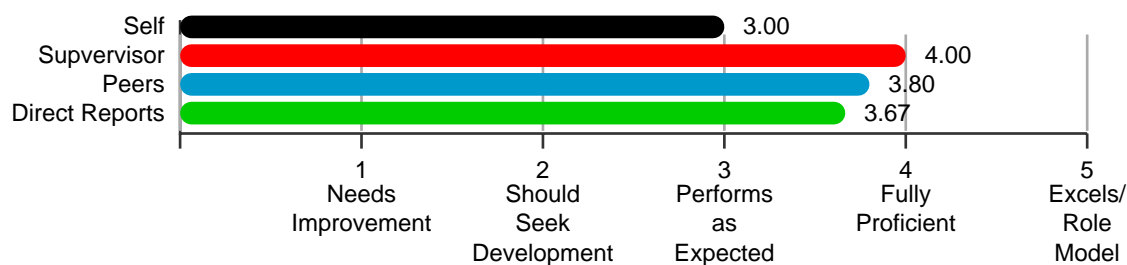 Self 3.00
Supvervisor 4.00
Peers 3.80
Direct Reports 3.67
1 2 3 4 5
Needs Should Performs Fully Excels/
Improvement Seek as Proficient Role
Development Expected Model